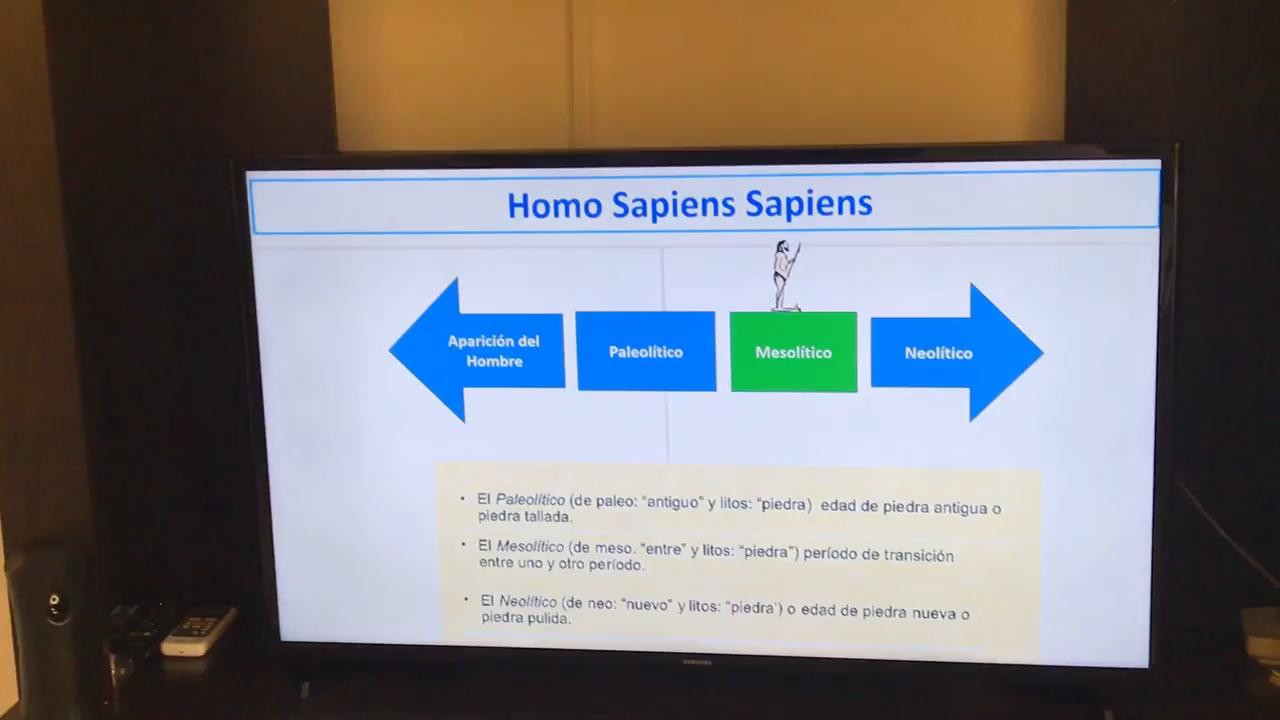 Homo Sapiens Sapiens
Aparición del
Hombre
Paleolítico
Mesolítico
Neolítico
• El Paleolítico (de paleo: “antiguo” y litos: “piedra) edad de piedra antigua o
piedra tallada.
• El Mesolítico (de meso. “entre” y litos: “piedra”) período de transición
entre uno y otro período.
• El Neolítico (de neo: “nuevo” y litos: “piedra’) o edad de piedra nueva o
piedra pulida.
SAMSUNG